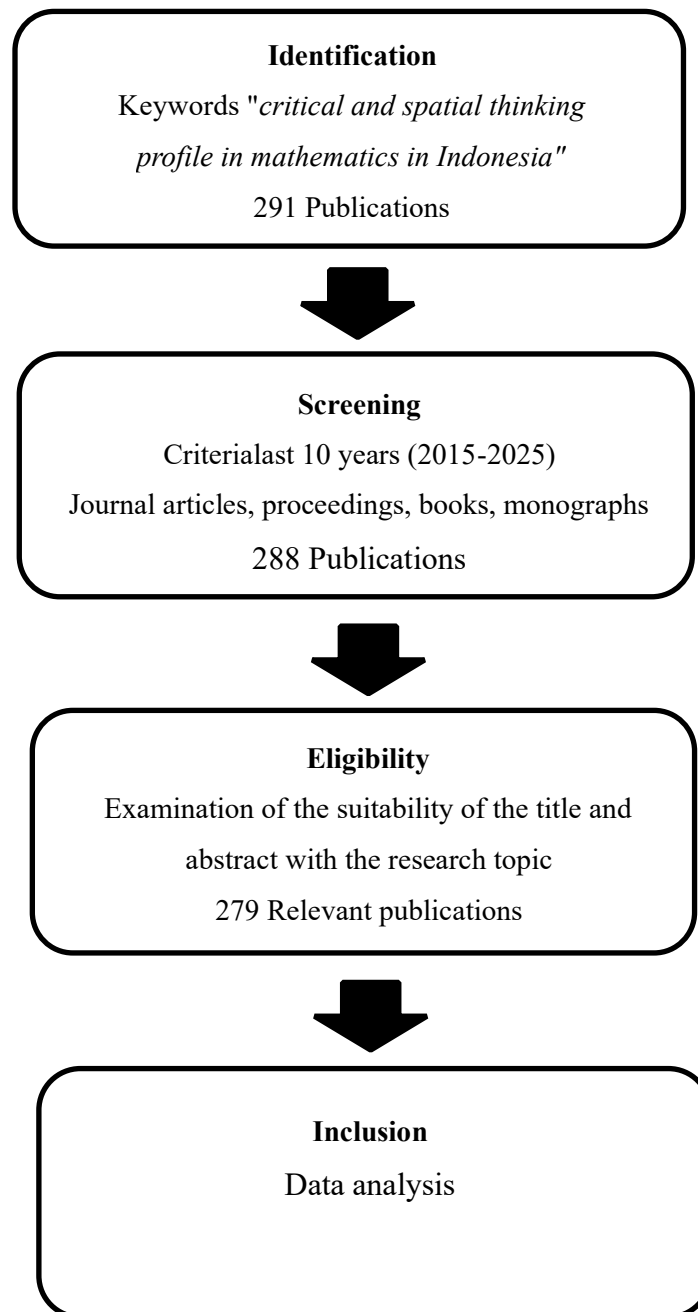 Identification
Keywords "critical and spatial thinking
profile in mathematics in Indonesia"
291 Publications
Screening
Criterialast 10 years (2015-2025)
Journal articles, proceedings, books, monographs
288 Publications
Eligibility
Examination of the suitability of the title and
abstract with the research topic
279 Relevant publications
Inclusion
Data analysis